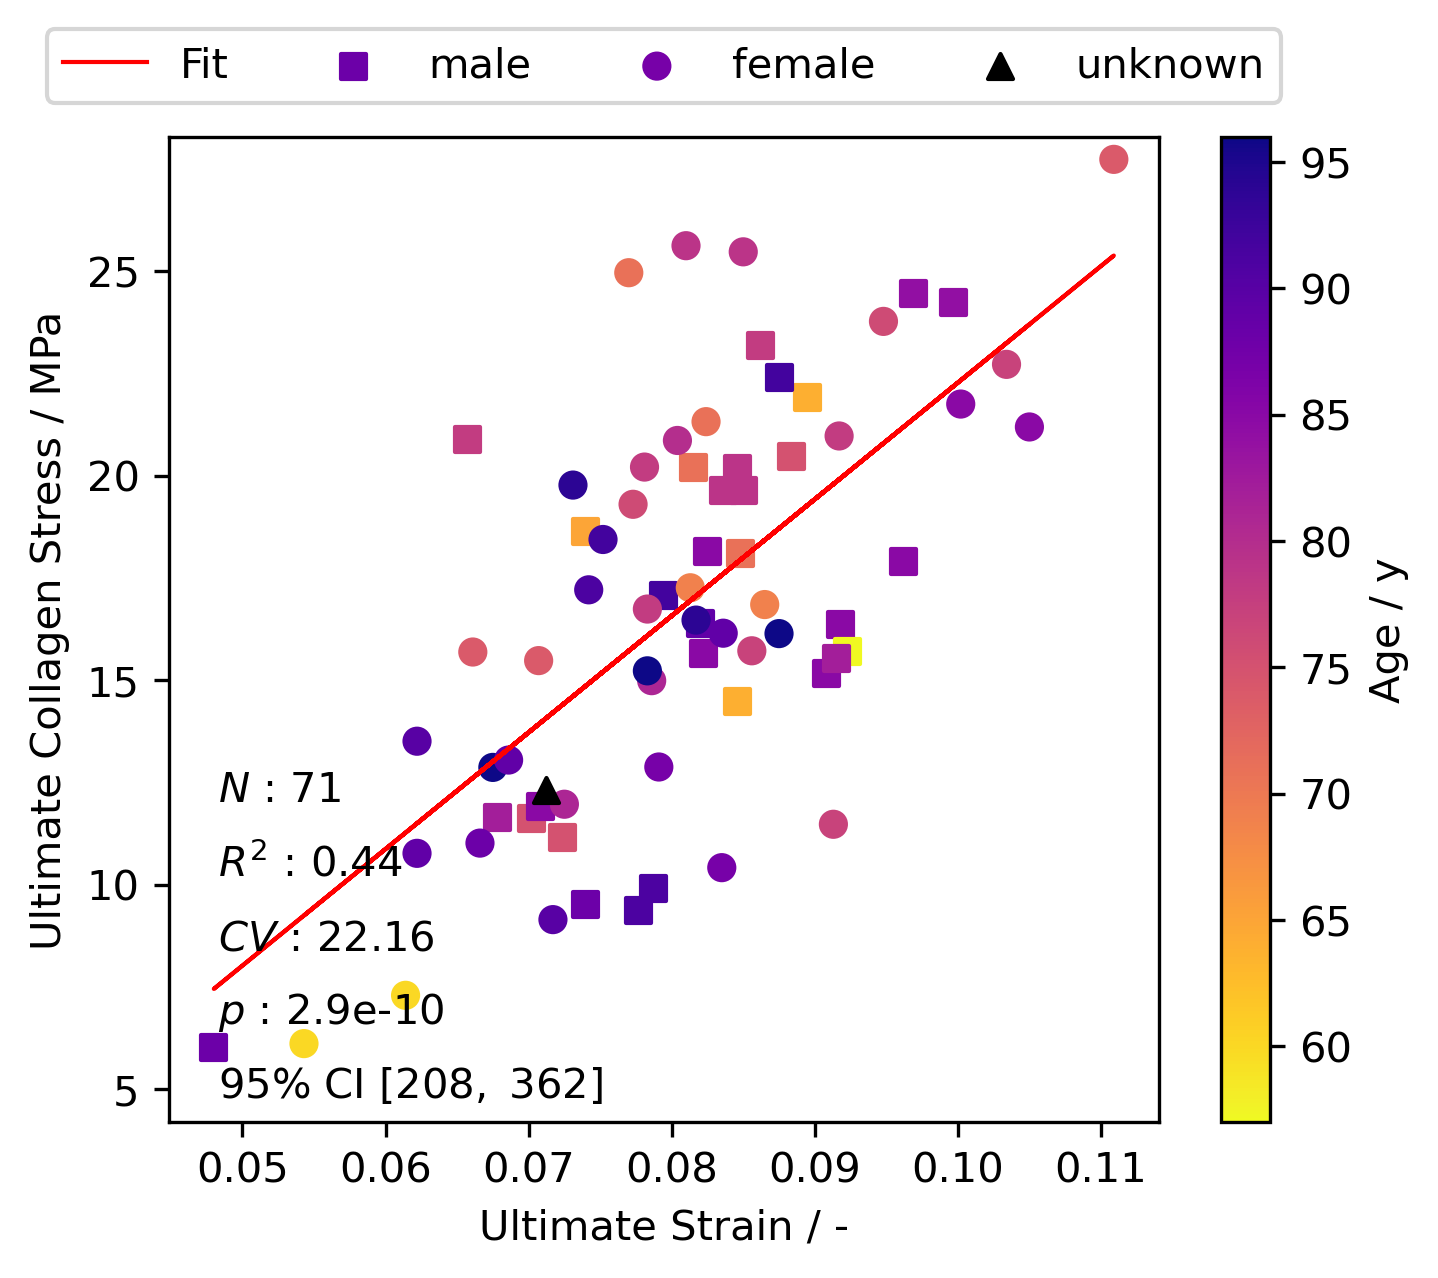 Fit male female unknown
25
20
15
10
5
Ultimate Collagen Stress / MPa
N : 71
R² : 0.44
CV : 22.16
p : 2.9e-10
95% CI [208, 362]
0.05 0.06 0.07 0.08 0.09 0.10 0.11
Ultimate Strain / -
95
90
85
80
75
70
65
60
Age / y